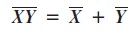 X̅Y̅ = X̅ + Y̅